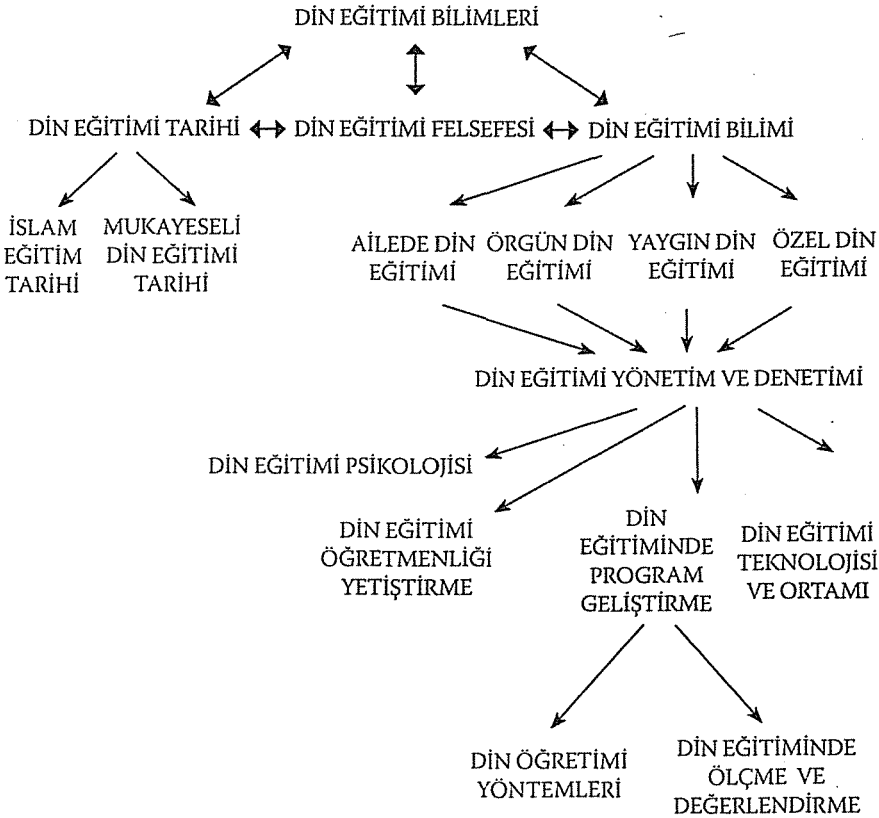 DİN EĞİTİMİ BİLİMLERİ
DİN EĞİTİMİ TARİHİ
DİN EĞİTİMİ FELSEFESİ
DİN EĞİTİMİ BİLİMİ
İSLAM
EĞİTİM
TARİHİ
MUKAYESELİ
DİN EĞİTİMİ
TARİHİ
AİLEDE DİN
EĞİTİMİ
ÖRGÜN DİN
EĞİTİMİ
YAYGIN DİN
EĞİTİMİ
ÖZEL DİN
EĞİTİMİ
DİN EĞİTİMİ YÖNETİM VE DENETİMİ
DİN EĞİTİMİ PSİKOLOJİSİ
DİN EĞİTİMİ
ÖĞRETMENLİĞİ
YETİŞTİRME
DİN
EĞİTİMİNDE
PROGRAM
GELİŞTİRME
DİN EĞİTİMİ
TEKNOLOJİSİ
VE ORTAMI
DİN ÖĞRETİMİ
YÖNTEMLERİ
DİN EĞİTİMİNDE
ÖLÇME VE
DEĞERLENDİRME